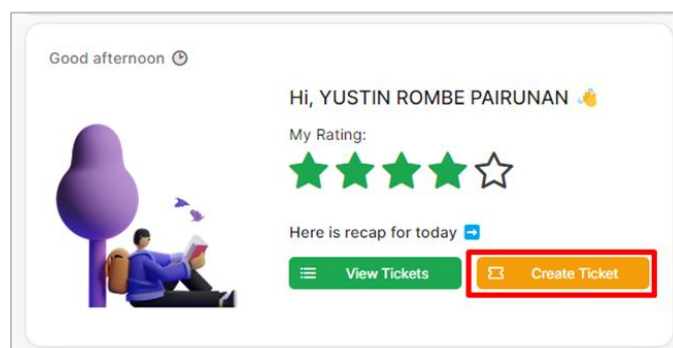 Good afternoon 🕑
Hi, YUSTIN ROMBE PAIRUNAN 👋
My Rating:
Here is recap for today ➡️
View Tickets
Create Ticket